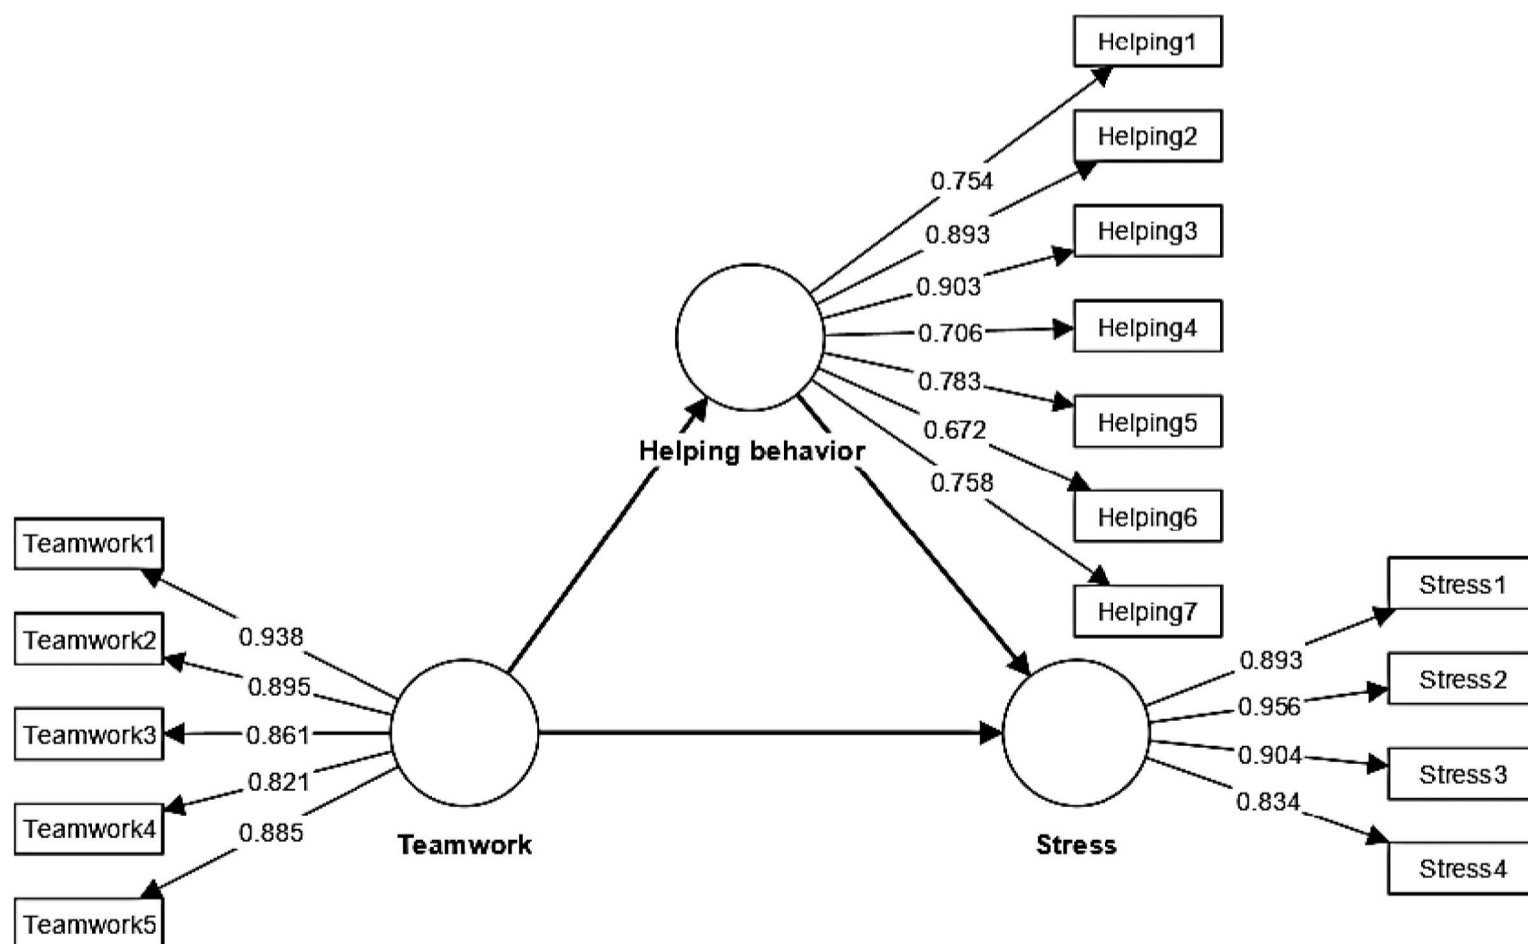 Helping1
Helping2
Helping3
Helping4
Helping5
Helping6
Helping7
0.754
0.893
0.903
0.706
0.783
0.672
0.758
Helping behavior
Teamwork1
Teamwork2
Teamwork3
Teamwork4
Teamwork5
0.938
0.895
0.861
0.821
0.885
Teamwork
Stress
0.893
0.956
0.904
0.834
Stress1
Stress2
Stress3
Stress4